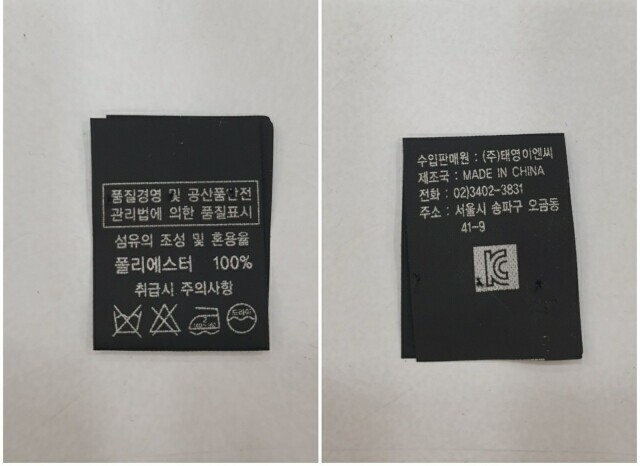 품질경영 및 공산품안전
관리법에 의한 품질표시
섬유의 조성 및 혼용율
폴리에스터 100%
취급시 주의사항
드라이
수입판매원 : (주)태영이엔씨
제조국 : MADE IN CHINA
전화 : 02)3402-3831
주소 : 서울시 송파구 오금동
41-9
KC